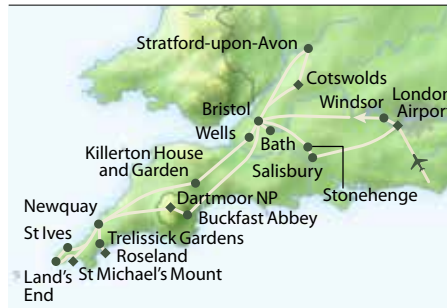 Stratford-upon-Avon
Cotswolds
London
Airport
Windsor
Bristol
Wells
Bath
Killerton House
and Garden
Salisbury
Stonehenge
Dartmoor NP
Newquay
Buckfast Abbey
St Ives
Trelissick Gardens
Roseland
Land's
End
St Michael's Mount